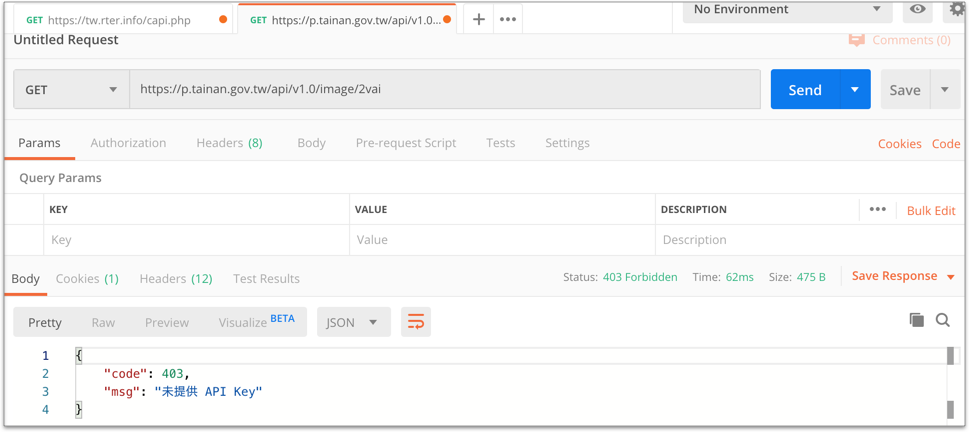 GET https://tw.rter.info/capi.php GET https://p.tainan.gov.tw/api/v1.0... + ••• No Environment
Untitled Request Comments (0)
GET https://p.tainan.gov.tw/api/v1.0/image/2vai Send Save
Params Authorization Headers (8) Body Pre-request Script Tests Settings Cookies Code
Query Params
KEY VALUE DESCRIPTION ••• Bulk Edit
Key Value Description
Body Cookies (1) Headers (12) Test Results Status: 403 Forbidden Time: 62ms Size: 475 B Save Response
Pretty Raw Preview Visualize BETA JSON
1 {
2 "code": 403,
3 "msg": "未提供 API Key"
4 }